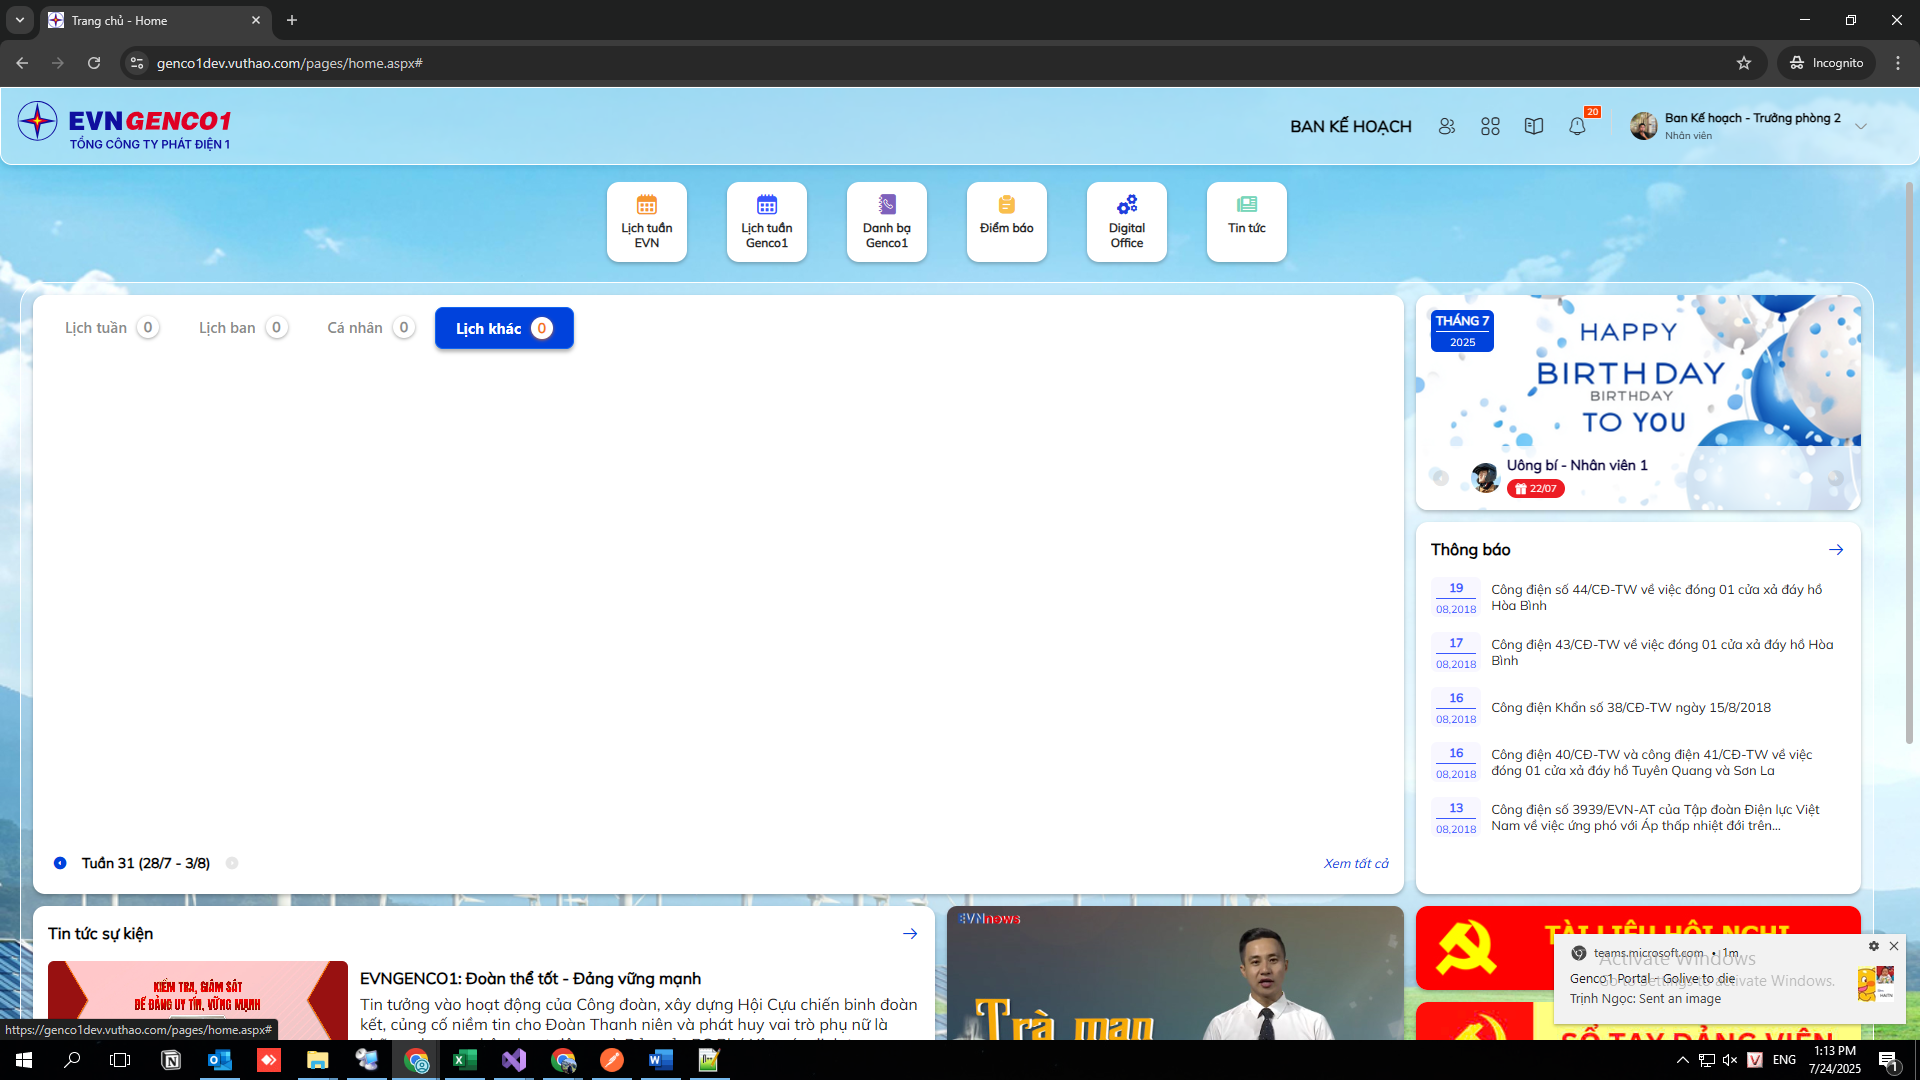 Trang chủ - Home
genco1dev.vuthao.com/pages/home.aspx#
Incognito
EVNGENCO1
TỔNG CÔNG TY PHÁT ĐIỆN 1
BAN KẾ HOẠCH
20
Ban Kế hoạch - Trưởng phòng 2
Nhân viên
Lịch tuần
EVN
Lịch tuần
Genco1
Danh bạ
Genco1
Điểm báo
Digital
Office
Tin tức
Lịch tuần 0
Lịch ban 0
Cá nhân 0
Lịch khác 0
THÁNG 7
2025
HAPPY
BIRTHDAY
BIRTHDAY
TO YOU
Uông bí - Nhân viên 1
22/07
Thông báo
19
08,2018
Công điện số 44/CĐ-TW về việc đóng 01 cửa xả đáy hồ
Hòa Bình
17
08,2018
Công điện 43/CĐ-TW về việc đóng 01 cửa xả đáy hồ Hòa
Bình
16
08,2018
Công điện Khẩn số 38/CĐ-TW ngày 15/8/2018
16
08,2018
Công điện 40/CĐ-TW và công điện 41/CĐ-TW về việc
đóng 01 cửa xả đáy hồ Tuyên Quang và Sơn La
13
08,2018
Công điện số 3939/EVN-AT của Tập đoàn Điện lực Việt
Nam về việc ứng phó với Áp thấp nhiệt đới trên...
Tuần 31 (28/7 - 3/8)
Xem tất cả
Tin tức sự kiện
KIỂM TRA, GIÁM SÁT
ĐỂ ĐẢNG UY TÍN, VỮNG MẠNH
EVNGENCO1: Đoàn thể tốt - Đảng vững mạnh
Tin tưởng vào hoạt động của Công đoàn, xây dựng Hội Cựu chiến binh đoàn
kết, củng cố niềm tin cho Đoàn Thanh niên và phát huy vai trò phụ nữ là
EVNnews
Trà mạn
TÀI LIỆU HỘI NGHỊ
SỔ TAY ĐẢNG VIÊN
teams.microsoft.com • 1m
Genco1 Portal - Golive to die
Trịnh Ngọc: Sent an image
Activate Windows
Go to Settings to activate Windows.
https://genco1dev.vuthao.com/pages/home.aspx#
ENG
1:13 PM
7/24/2025
1